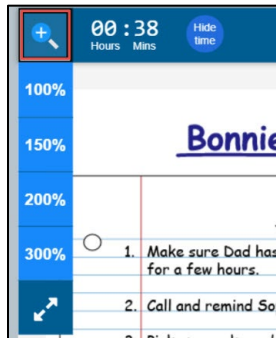 00:38
Hours Mins
Hide
time
100%
150%
200%
300%
Bonnie
1. Make sure Dad has
for a few hours.
2. Call and remind So